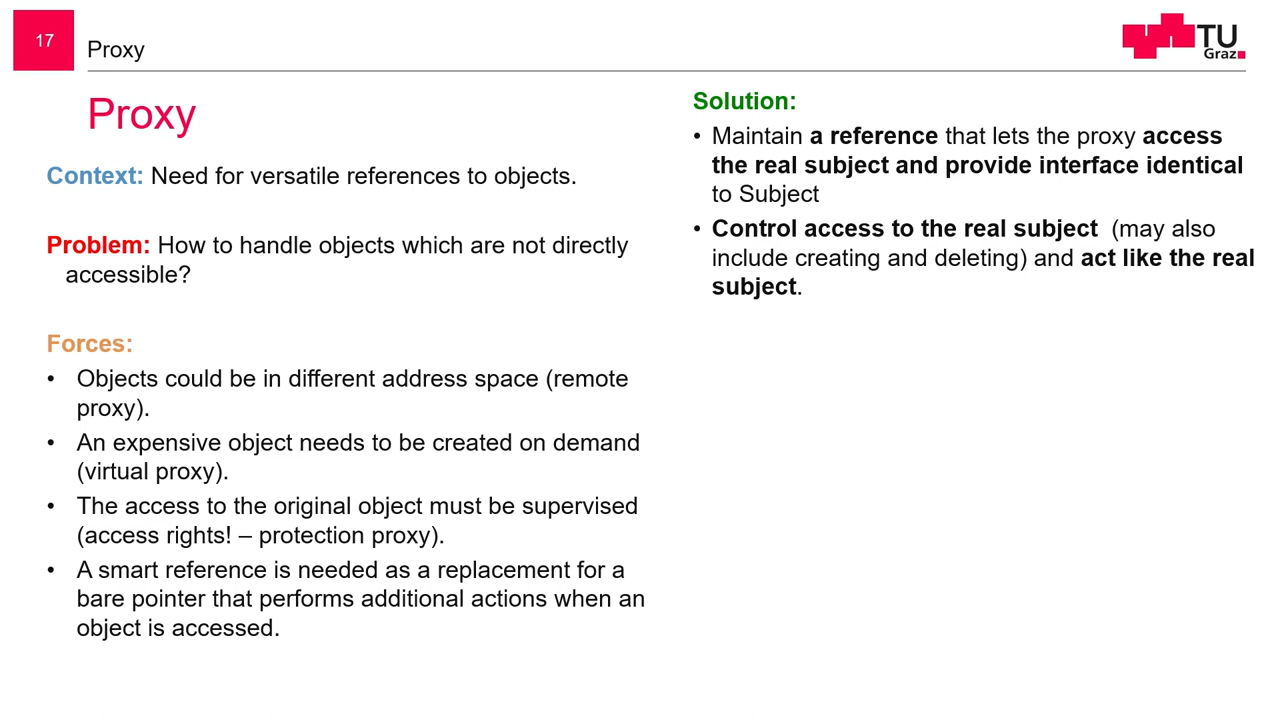 17
Proxy
TU
Graz
Proxy
Context: Need for versatile references to objects.
Problem: How to handle objects which are not directly
accessible?
Forces:
• Objects could be in different address space (remote
proxy).
• An expensive object needs to be created on demand
(virtual proxy).
• The access to the original object must be supervised
(access rights! – protection proxy).
• A smart reference is needed as a replacement for a
bare pointer that performs additional actions when an
object is accessed.
Solution:
• Maintain a reference that lets the proxy access
the real subject and provide interface identical
to Subject
• Control access to the real subject (may also
include creating and deleting) and act like the real
subject.